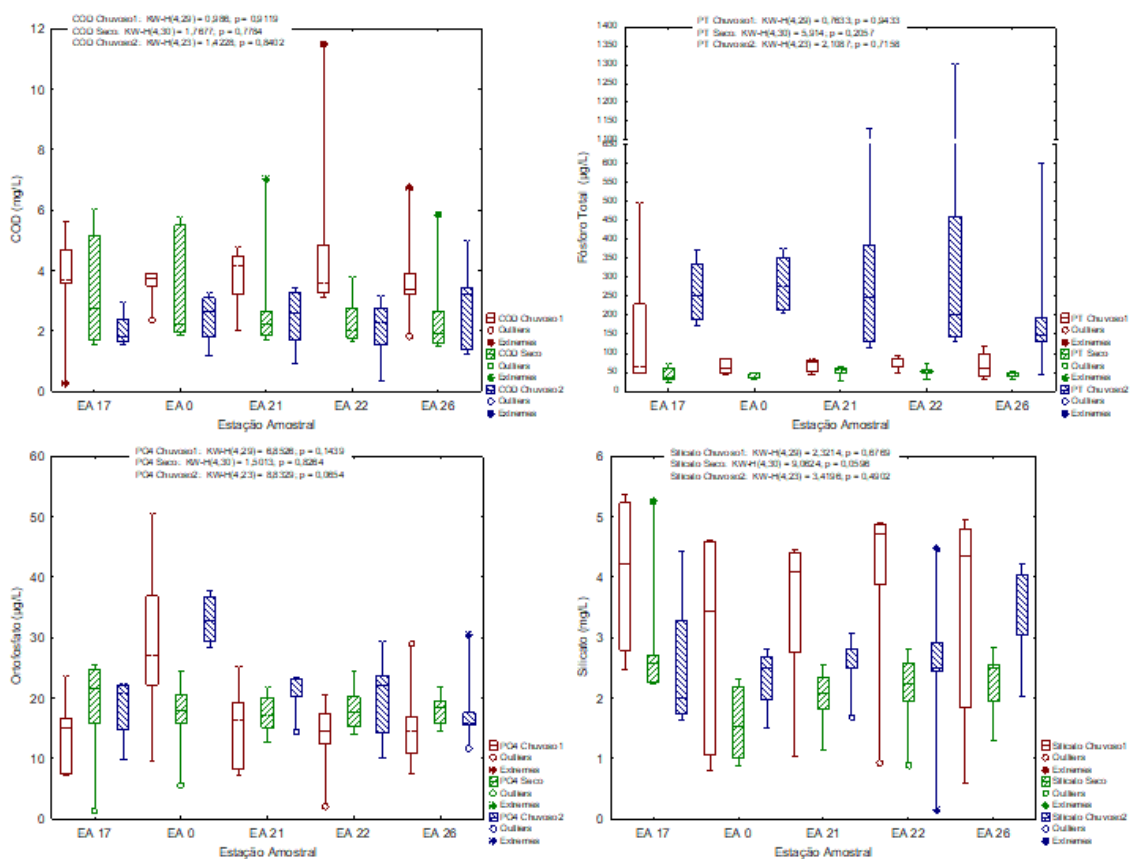 COD Chuvoso1: KW-H(4,29) = 0,986, p = 0,9119
COD Seco: KW-H(4,30) = 1,7677, p = 0,7784
COD Chuvoso2: KW-H(4,23) = 1,4228, p = 0,8402
12
10
8
6
4
2
0
COD (mg/L)
EA 17
EA 0
EA 21
EA 22
EA 26
Estação Amostral
COD Chuvoso1
Outliers
Extremes
COD Seco
Outliers
Extremes
COD Chuvoso2
Outliers
Extremes
PT Chuvoso1: KW-H(4,29) = 0,7633, p = 0,9433
PT Seco: KW-H(4,30) = 5,914, p = 0,2057
PT Chuvoso2: KW-H(4,23) = 2,1087, p = 0,7158
1400
1350
1300
1250
1200
1150
1100
650
600
550
500
450
400
350
300
250
200
150
100
50
0
Fósforo Total (µg/L)
EA 17
EA 0
EA 21
EA 22
EA 26
Estação Amostral
PT Chuvoso1
Outliers
Extremes
PT Seco
Outliers
Extremes
PT Chuvoso2
Outliers
Extremes
PO4 Chuvoso1: KW-H(4,29) = 6,8526, p = 0,1439
PO4 Seco: KW-H(4,30) = 1,5013, p = 0,8264
PO4 Chuvoso2: KW-H(4,23) = 8,8329, p = 0,0654
60
50
40
30
20
10
0
Ortofosfato (µg/L)
EA 17
EA 0
EA 21
EA 22
EA 26
Estação Amostral
PO4 Chuvoso 1
Outliers
Extremes
PO4 Seco
Outliers
Extremes
PO4 Chuvoso2
Outliers
Extremes
Silicato Chuvoso1: KW-H(4,29) = 2,3214, p = 0,6769
Silicato Seco: KW-H(4,30) = 9,0624, p = 0,0596
Silicato Chuvoso2: KW-H(4,23) = 3,4196, p = 0,4902
6
5
4
3
2
1
0
Silicato (mg/L)
EA 17
EA 0
EA 21
EA 22
EA 26
Estação Amostral
Silicato Chuvoso1
Outliers
Extremes
Silicato Seco
Outliers
Extremes
Silicato Chuvoso2
Outliers
Extremes